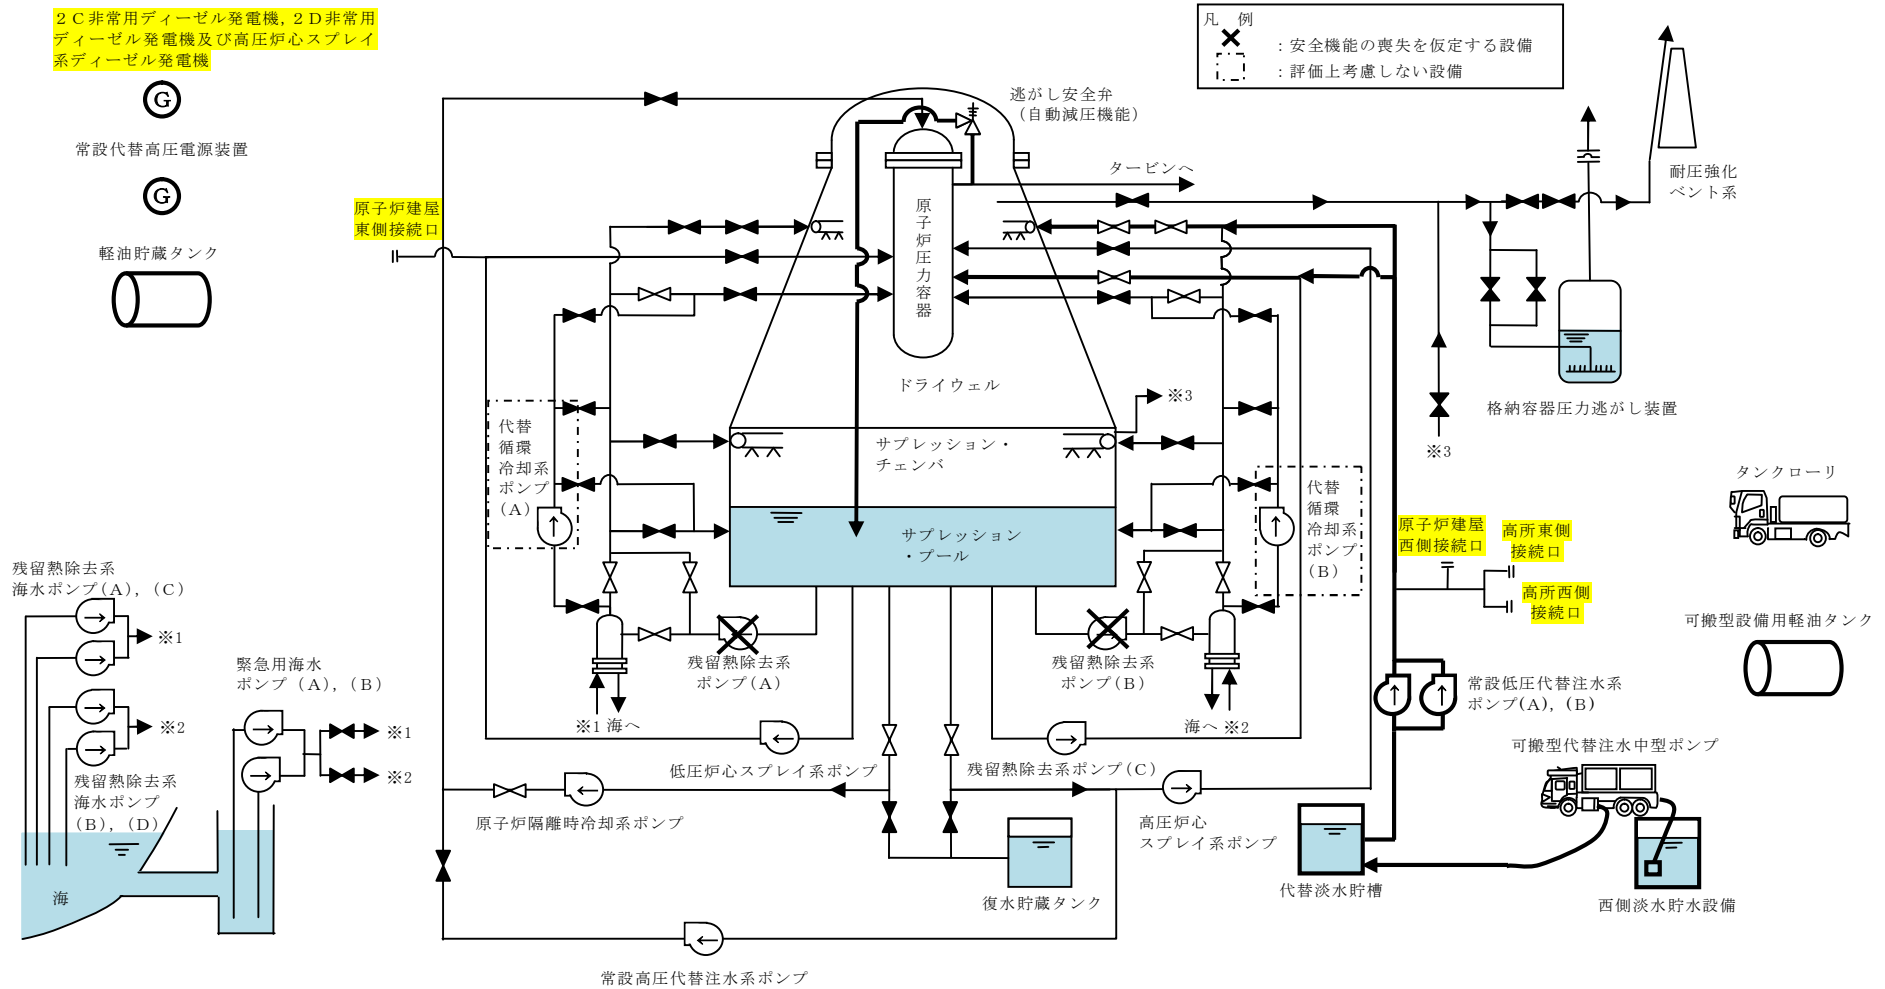 ２Ｃ非常用ディーゼル発電機，２Ｄ非常用
ディーゼル発電機及び高圧炉心スプレイ
系ディーゼル発電機
G
常設代替高圧電源装置
G
軽油貯蔵タンク
原子炉建屋
東側接続口
凡　例
：安全機能の喪失を仮定する設備
：評価上考慮しない設備
逃がし安全弁
（自動減圧機能）
タービンへ
耐圧強化
ベント系
原子炉圧力容器
ドライウェル
※3
サプレッション・
チェンバ
サプレッション
・プール
代替
循環
冷却系
ポンプ
（A）
代替
循環
冷却系
ポンプ
（B）
格納容器圧力逃がし装置
※3
タンクローリ
原子炉建屋
西側接続口
高所東側
接続口
高所西側
接続口
可搬型設備用軽油タンク
残留熱除去系
海水ポンプ（A），（C）
※1
※2
残留熱除去系
海水ポンプ
（B），（D）
海
緊急用海水
ポンプ（A），（B）
※1
※2
残留熱除去系
ポンプ（A）
残留熱除去系
ポンプ（B）
※1 海へ
海へ ※2
常設低圧代替注水系
ポンプ(A)，(B)
可搬型代替注水中型ポンプ
低圧炉心スプレイ系ポンプ
残留熱除去系ポンプ（C）
原子炉隔離時冷却系ポンプ
高圧炉心
スプレイ系ポンプ
復水貯蔵タンク
代替淡水貯槽
西側淡水貯水設備
常設高圧代替注水系ポンプ